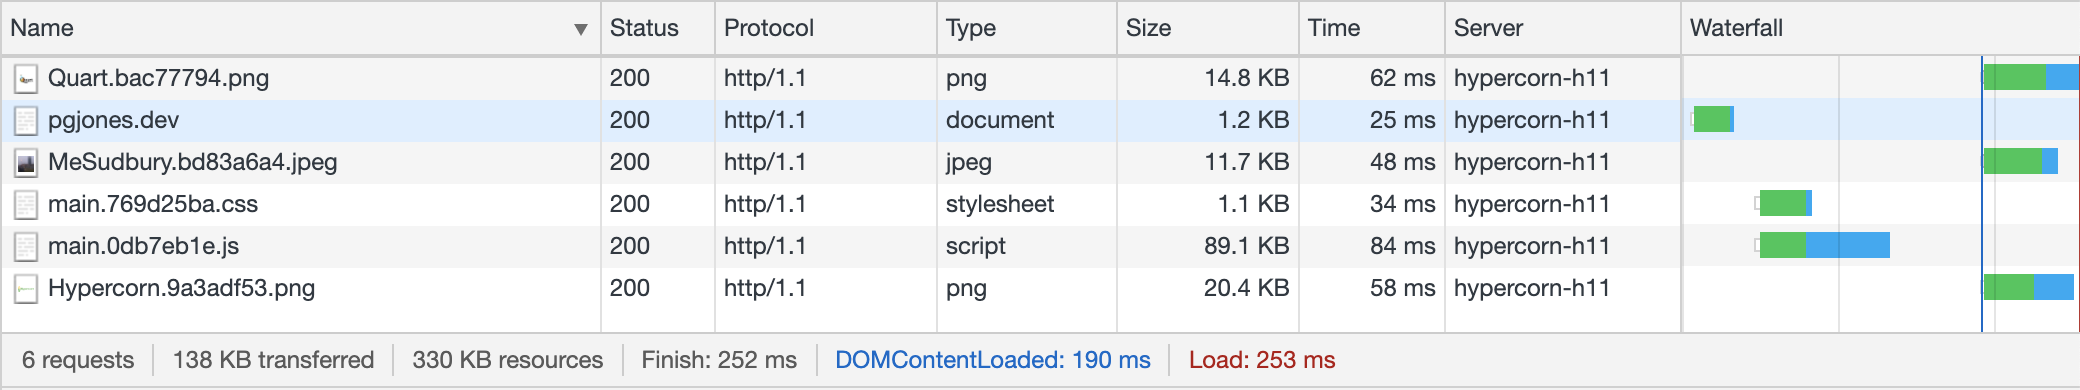 Name Status Protocol Type Size Time Server Waterfall
Quart.bac77794.png 200 http/1.1 png 14.8 KB 62 ms hypercorn-h11
pgjones.dev 200 http/1.1 document 1.2 KB 25 ms hypercorn-h11
MeSudbury.bd83a6a4.jpeg 200 http/1.1 jpeg 11.7 KB 48 ms hypercorn-h11
main.769d25ba.css 200 http/1.1 stylesheet 1.1 KB 34 ms hypercorn-h11
main.0db7eb1e.js 200 http/1.1 script 89.1 KB 84 ms hypercorn-h11
Hypercorn.9a3adf53.png 200 http/1.1 png 20.4 KB 58 ms hypercorn-h11
6 requests 138 KB transferred 330 KB resources Finish: 252 ms DOMContentLoaded: 190 ms Load: 253 ms